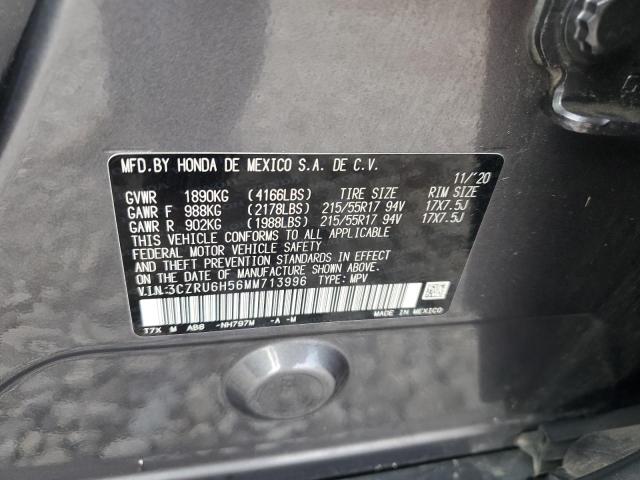 MFD.BY HONDA DE MEXICO S.A. DE C.V. 11/'20
GVWR 1890KG (4166LBS) TIRE SIZE RIM SIZE
GAWR F 988KG (2178LBS) 215/55R17 94V 17X7.5J
GAWR R 902KG (1988LBS) 215/55R17 94V 17X7.5J
THIS VEHICLE CONFORMS TO ALL APPLICABLE
FEDERAL MOTOR VEHICLE SAFETY
AND THEFT PREVENTION STANDARDS IN EFFECT
ON THE DATE OF MANUFACTURE SHOWN ABOVE.
V.I.N.:3CZRU6H56MM713996 TYPE: MPV
T7X M AB8 -NH797M -A -M
MADE IN MEXICO